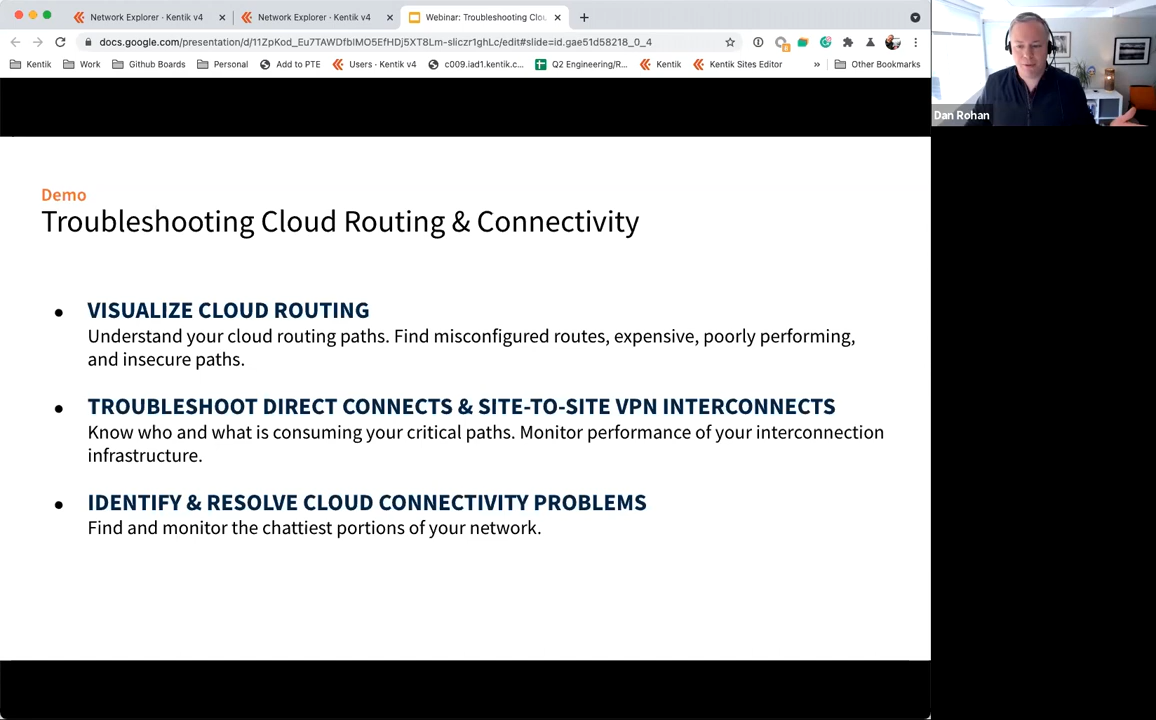 Network Explorer · Kentik v4
Network Explorer · Kentik v4
Webinar: Troubleshooting Clou
docs.google.com/presentation/d/11ZpKod_Eu7TAWDfbIMO5EfHDj5XT8Lm-sliczr1ghLc/edit#slide=id.gae51d58218_0_4
Kentik
Work
Github Boards
Personal
Add to PTE
Users · Kentik v4
c009.iad1.kentik.c...
Q2 Engineering/R...
Kentik
Kentik Sites Editor
»
Other Bookmarks
Dan Rohan
Demo
Troubleshooting Cloud Routing & Connectivity
• VISUALIZE CLOUD ROUTING
Understand your cloud routing paths. Find misconfigured routes, expensive, poorly performing,
and insecure paths.
• TROUBLESHOOT DIRECT CONNECTS & SITE-TO-SITE VPN INTERCONNECTS
Know who and what is consuming your critical paths. Monitor performance of your interconnection
infrastructure.
• IDENTIFY & RESOLVE CLOUD CONNECTIVITY PROBLEMS
Find and monitor the chattiest portions of your network.